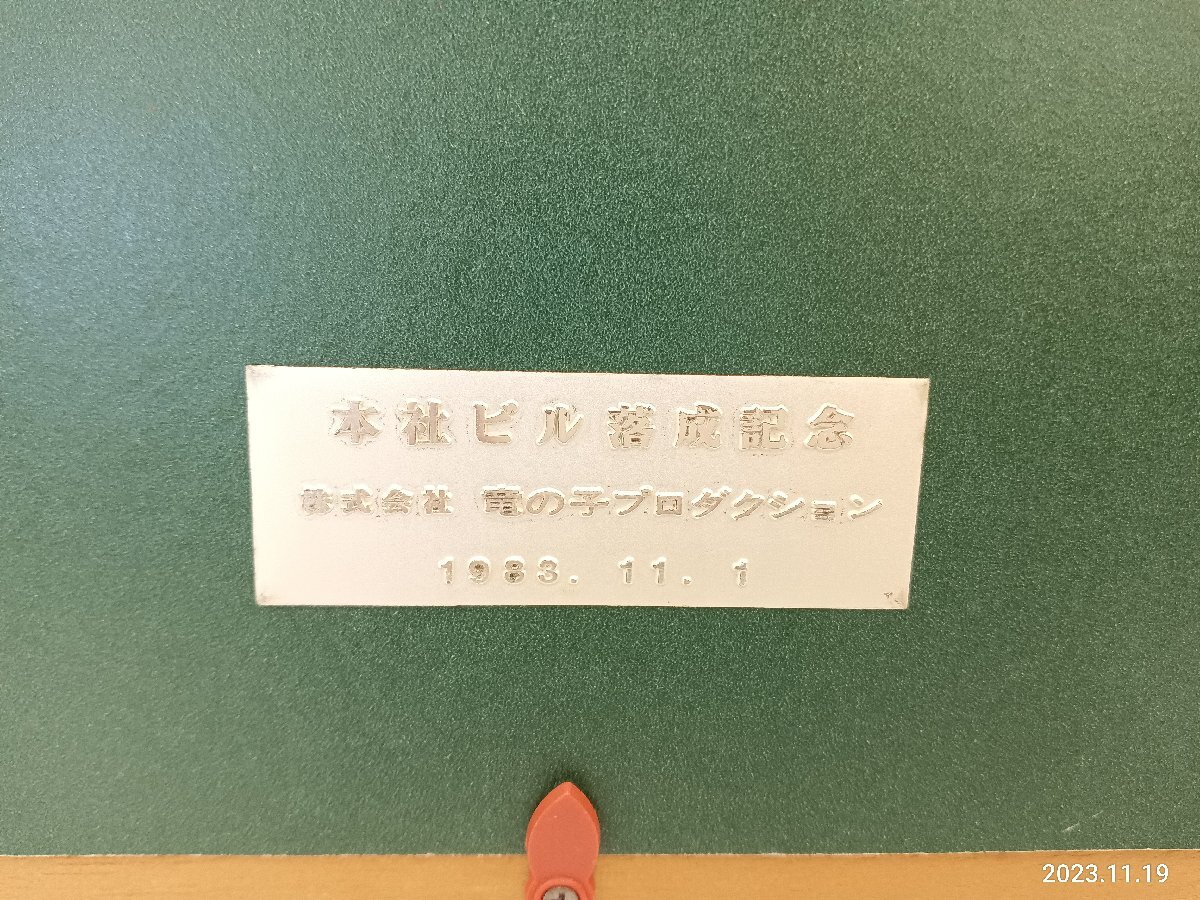 本社ビル落成記念
株式会社 竜の子プロダクション
1983. 11. 1
2023.11.19